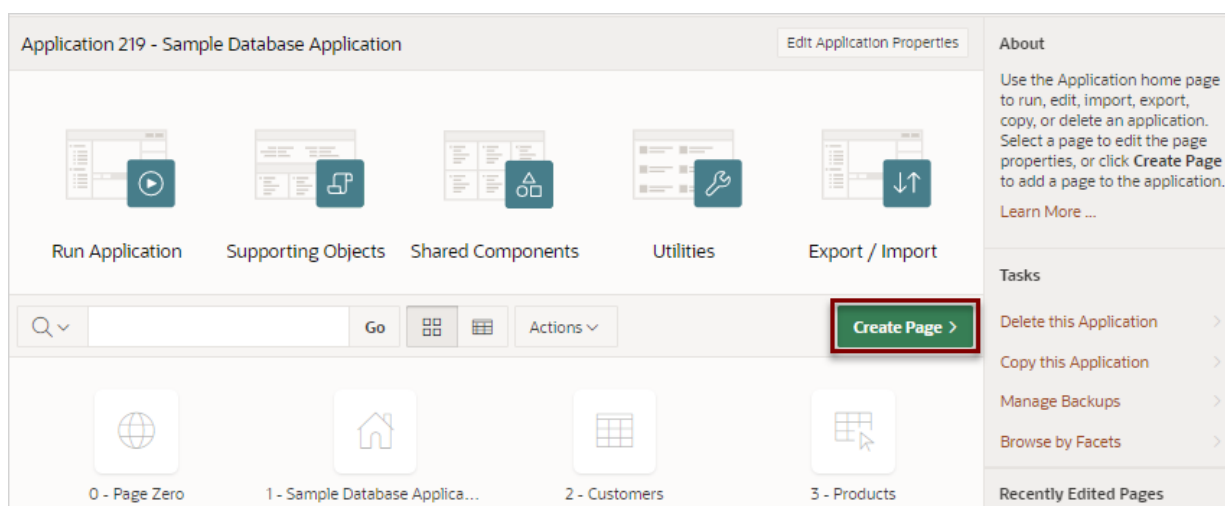 Application 219 - Sample Database Application
Edit Application Properties
Run Application
Supporting Objects
Shared Components
Utilities
Export / Import
Go
Actions
Create Page >
0 - Page Zero
1 - Sample Database Applica...
2 - Customers
3 - Products
About
Use the Application home page
to run, edit, import, export,
copy, or delete an application.
Select a page to edit the page
properties, or click Create Page
to add a page to the application.
Learn More ...
Tasks
Delete this Application
Copy this Application
Manage Backups
Browse by Facets
Recently Edited Pages